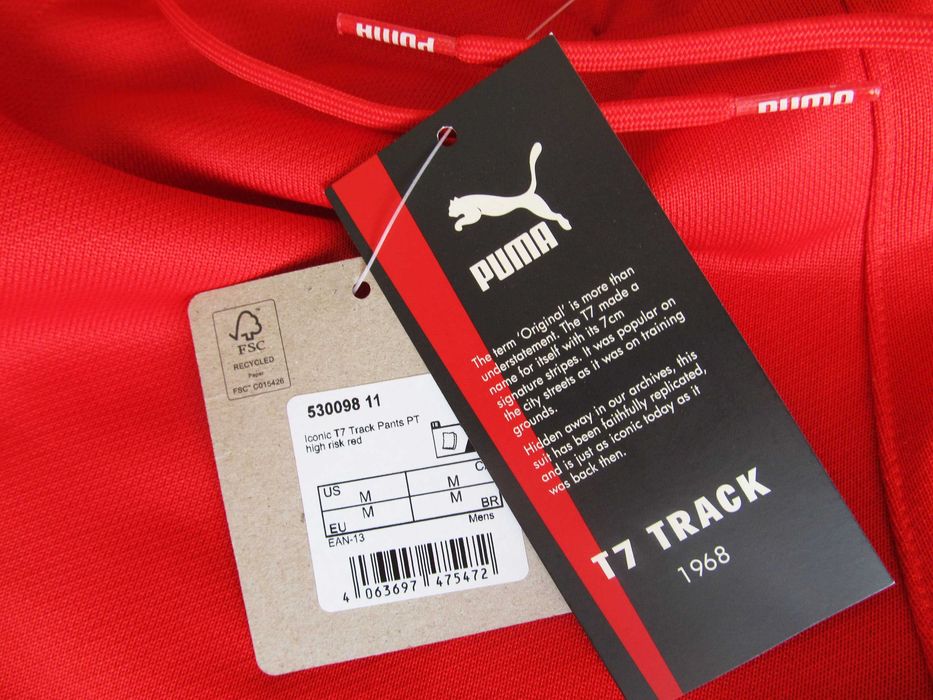 PUMA
PUMA
PUMA
The term 'Original' is more than
understatement. The T7 made a
name for itself with its 7cm
signature stripes. It was popular on
the city streets as it was on training
grounds.
Hidden away in our archives, this
suit has been faithfully replicated,
and is just as iconic today as it
was back then.
T7 TRACK
1968
FSC
RECYCLED
Paper
FSC™ C015426
530098 11
Iconic T7 Track Pants PT
high risk red
US M M
EU M M BR
Mens
EAN-13
4 063697 475472